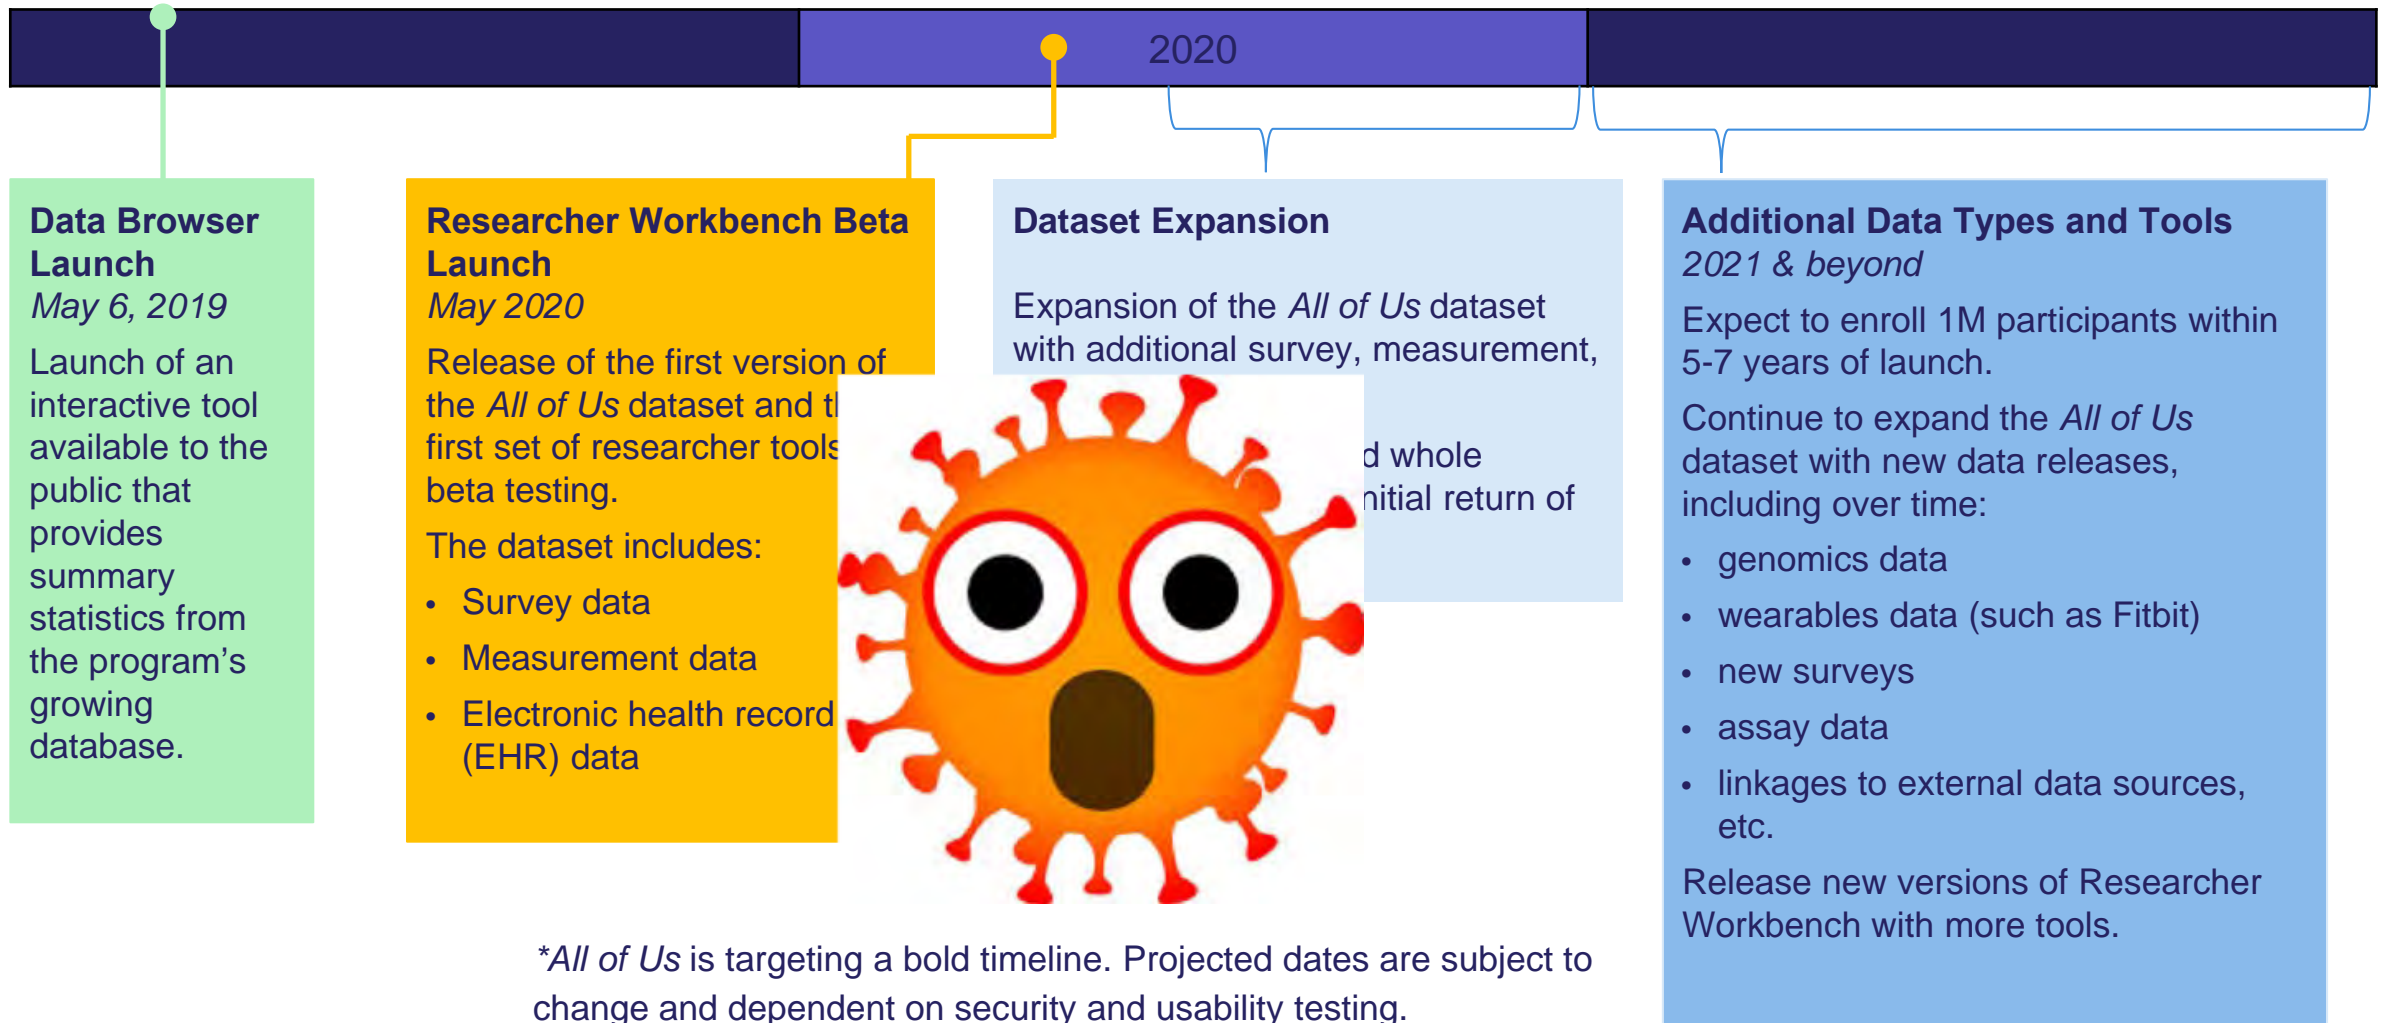 2020
Data Browser
Launch
May 6, 2019
Launch of an
interactive tool
available to the
public that
provides
summary
statistics from
the program’s
growing
database.
Researcher Workbench Beta
Launch
May 2020
Release of the first version of
the All of Us dataset and
first set of researcher tools
beta testing.
The dataset includes:
• Survey data
• Measurement data
• Electronic health record
(EHR) data
Dataset Expansion
Expansion of the All of Us dataset
with additional survey, measurement,
whole
return of
Additional Data Types and Tools
2021 & beyond
Expect to enroll 1M participants within
5-7 years of launch.
Continue to expand the All of Us
dataset with new data releases,
including over time:
• genomics data
• wearables data (such as Fitbit)
• new surveys
• assay data
• linkages to external data sources,
etc.
Release new versions of Researcher
Workbench with more tools.
*All of Us is targeting a bold timeline. Projected dates are subject to
change and dependent on security and usability testing.